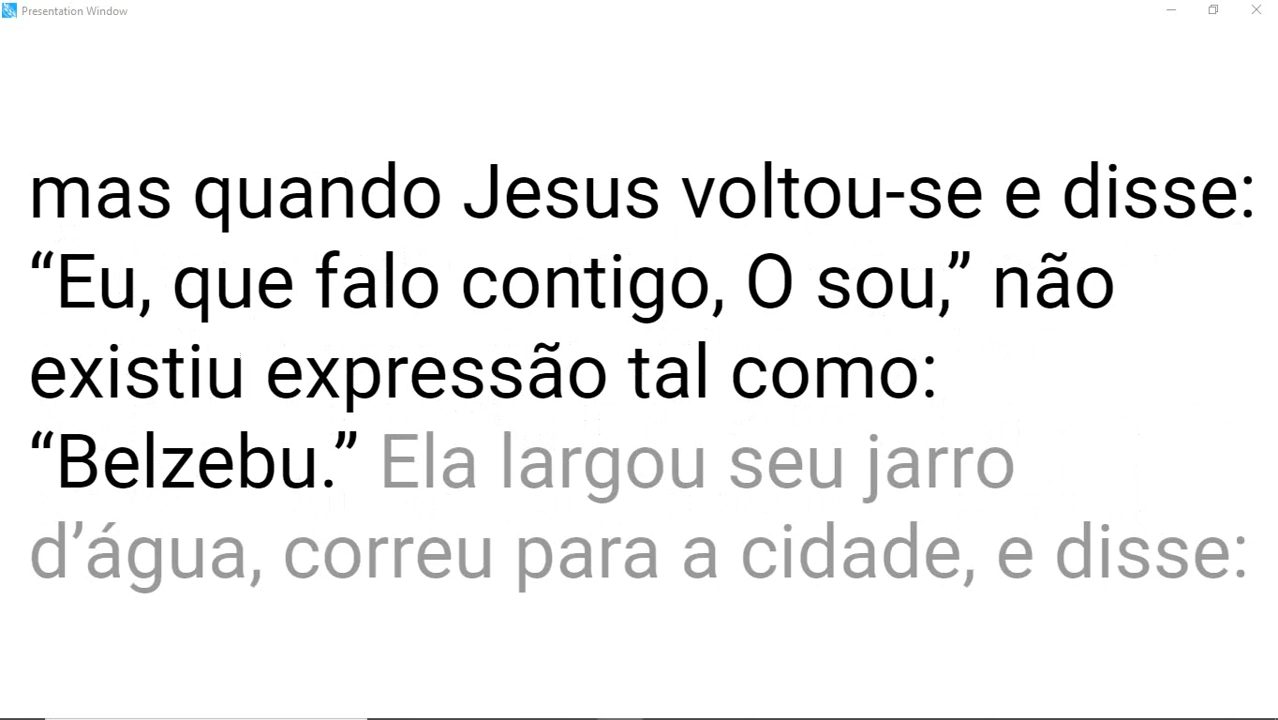 Presentation Window
mas quando Jesus voltou-se e disse:
“Eu, que falo contigo, O sou,” não
existiu expressão tal como:
“Belzebu.” Ela largou seu jarro
d’água, correu para a cidade, e disse: